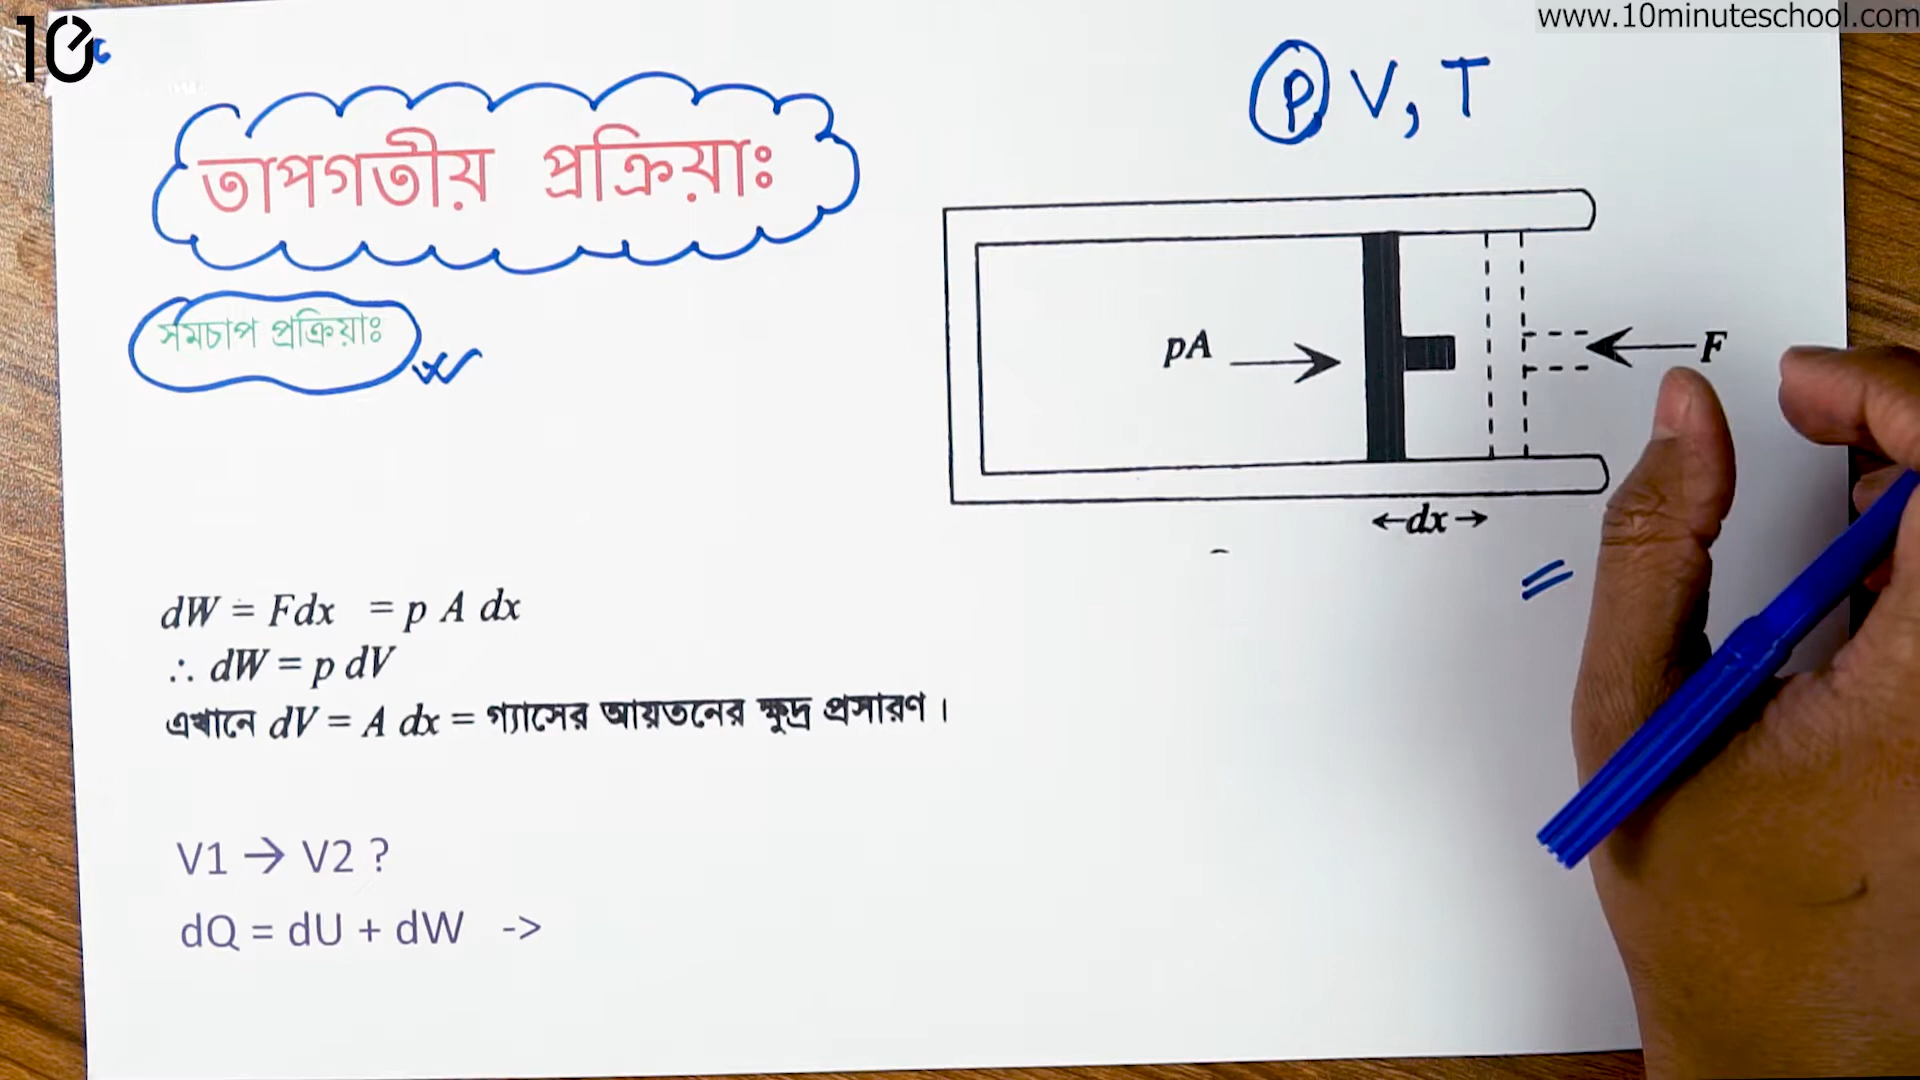 www.10minuteschool.com
10
P V, T
তাপগতীয় প্রক্রিয়াঃ
সমচাপ প্রক্রিয়াঃ
pA
F
dx
dW = Fdx = p A dx
∴ dW = p dV
এখানে dV = A dx = গ্যাসের আয়তনের ক্ষুদ্র প্রসারণ।
V1 → V2 ?
dQ = dU + dW ->